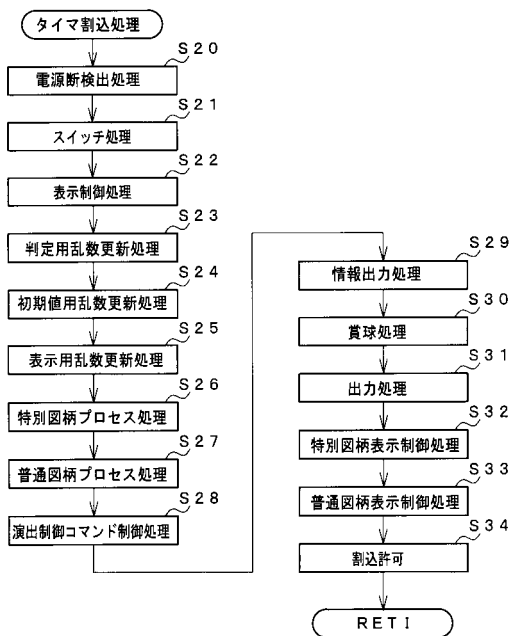 タイマ割込処理
S20
電源断検出処理
S21
スイッチ処理
S22
表示制御処理
S23
判定用乱数更新処理
S24
初期値用乱数更新処理
S25
表示用乱数更新処理
S26
特別図柄プロセス処理
S27
普通図柄プロセス処理
S28
演出制御コマンド制御処理
S29
情報出力処理
S30
賞球処理
S31
出力処理
S32
特別図柄表示制御処理
S33
普通図柄表示制御処理
S34
割込許可
RETI